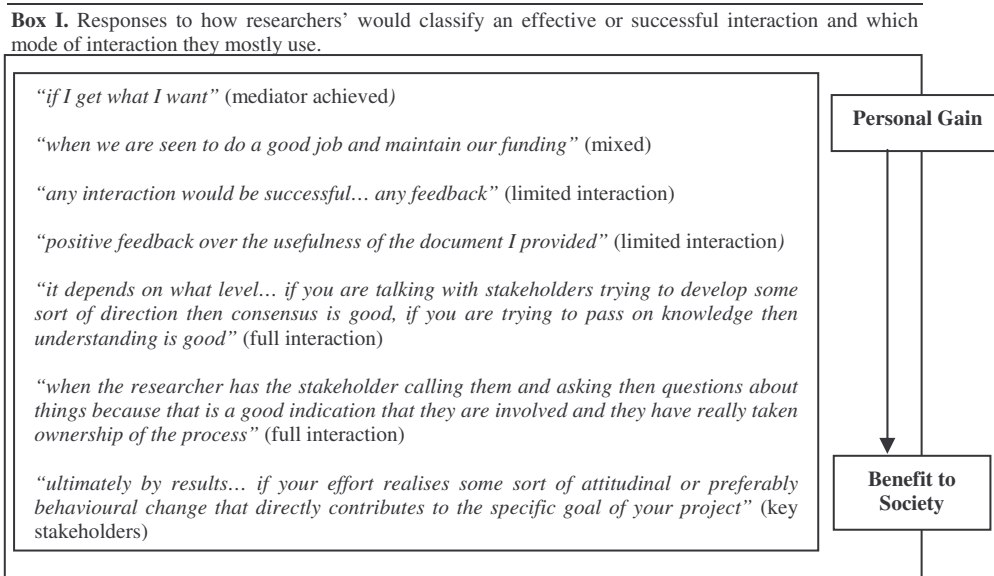 Box I. Responses to how researchers’ would classify an effective or successful interaction and which
mode of interaction they mostly use.
“if I get what I want” (mediator achieved)
“when we are seen to do a good job and maintain our funding” (mixed)
“any interaction would be successful… any feedback” (limited interaction)
“positive feedback over the usefulness of the document I provided” (limited interaction)
“it depends on what level… if you are talking with stakeholders trying to develop some
sort of direction then consensus is good, if you are trying to pass on knowledge then
understanding is good” (full interaction)
“when the researcher has the stakeholder calling them and asking then questions about
things because that is a good indication that they are involved and they have really taken
ownership of the process” (full interaction)
“ultimately by results… if your effort realises some sort of attitudinal or preferably
behavioural change that directly contributes to the specific goal of your project” (key
stakeholders)
Personal Gain
Benefit to
Society